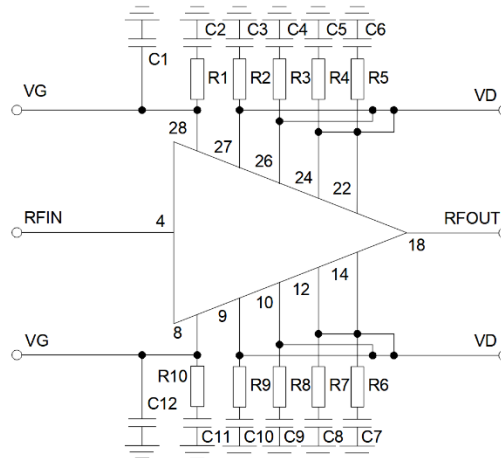 C2 C3 C4 C5 C6
C1
R1 R2 R3 R4 R5
VG VD
28
27
26
24
22
RFIN RFOUT
4
18
14
12
10
9
8
VG VD
R10 R9 R8 R7 R6
C12
C11 C10 C9 C8 C7